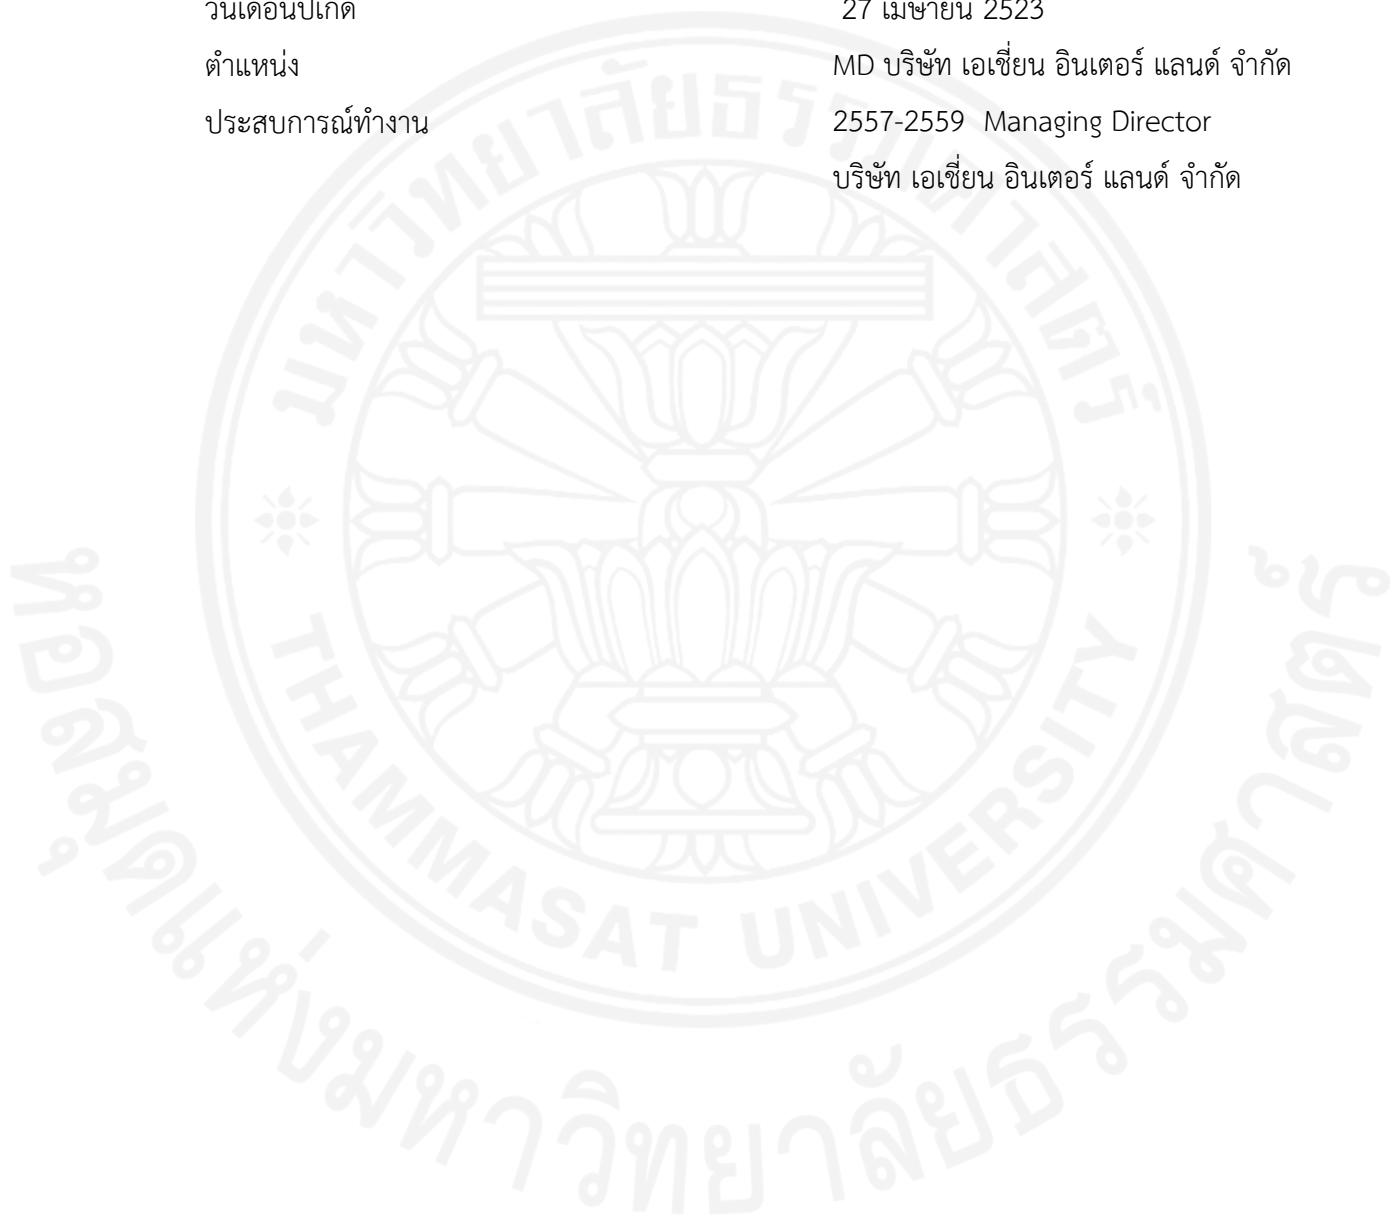 วันเดือนปีเกิด 27 เมษายน 2523
ตำแหน่ง MD บริษัท เอเชี่ยน อินเตอร์ แลนด์ จำกัด
ประสบการณ์ทำงาน 2557-2559 Managing Director
บริษัท เอเชี่ยน อินเตอร์ แลนด์ จำกัด
มหาวิทยาลัยธรรมศาสตร์
THAMMASAT UNIVERSITY
หอสมุดแห่งมหาวิทยาลัยธรรมศาสตร์